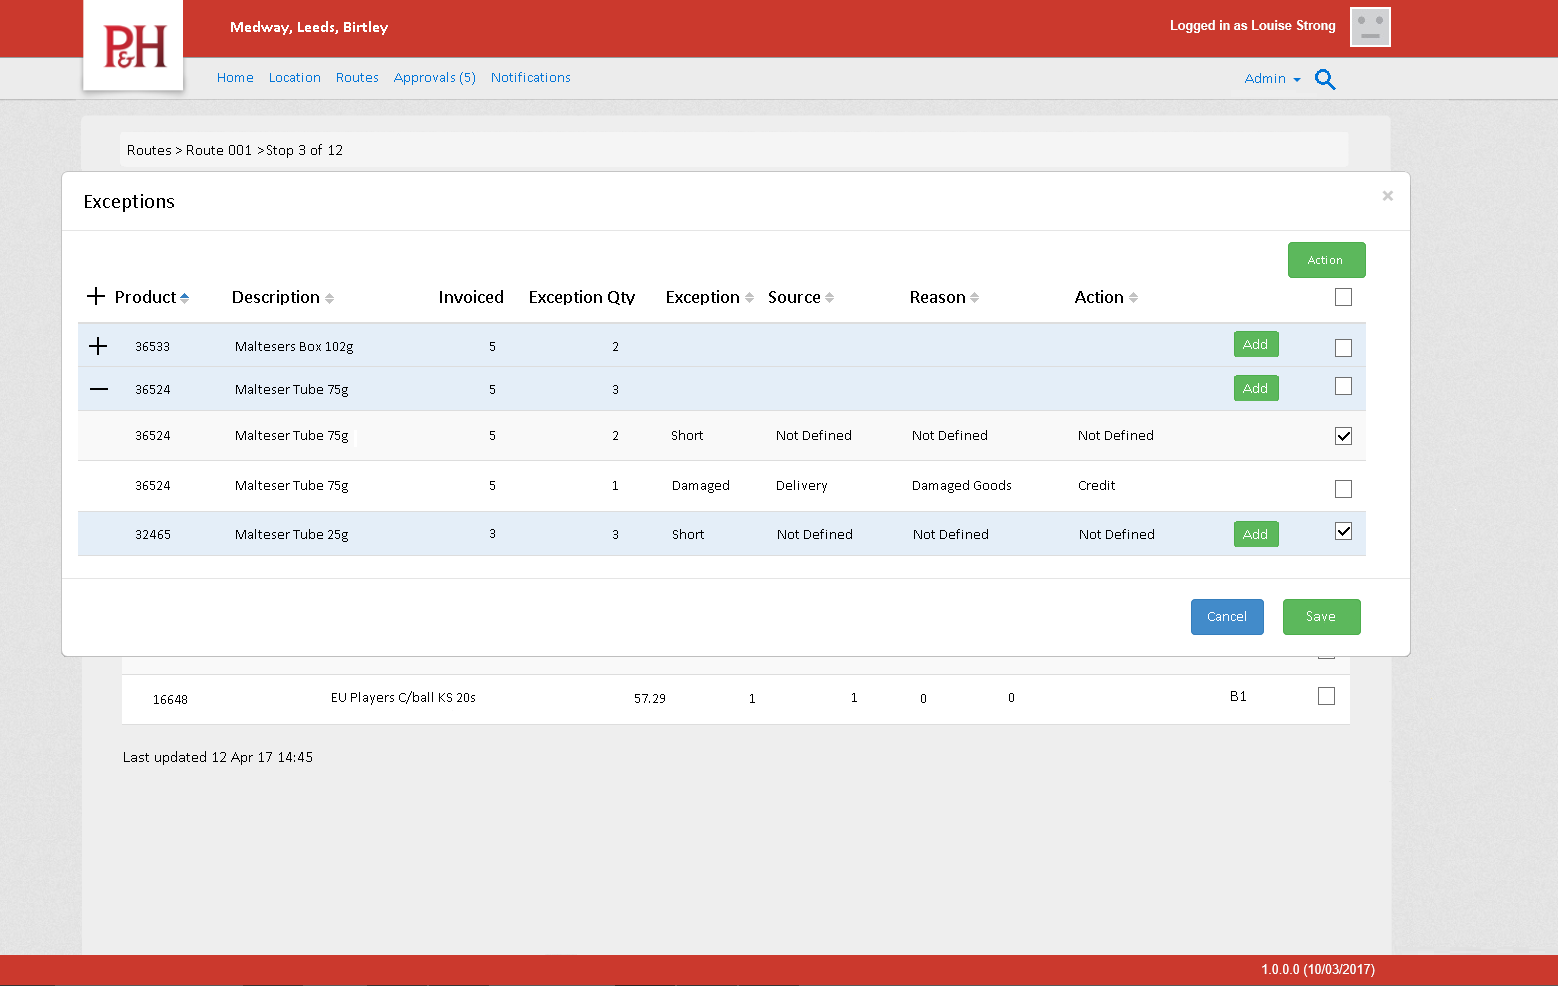 P&H
Medway, Leeds, Birtley
Logged in as Louise Strong
Home Location Routes Approvals (5) Notifications
Admin
Routes > Route 001 >Stop 3 of 12
Exceptions
×
Action
Product Description Invoiced Exception Qty Exception Source Reason Action
36533 Maltesers Box 102g 5 2 Add
36524 Malteser Tube 75g 5 3 Add
36524 Malteser Tube 75g 5 2 Short Not Defined Not Defined Not Defined
36524 Malteser Tube 75g 5 1 Damaged Delivery Damaged Goods Credit
32465 Malteser Tube 25g 3 3 Short Not Defined Not Defined Not Defined Add
Cancel Save
16648 EU Players C/ball KS 20s 57.29 1 1 0 0 B1
Last updated 12 Apr 17 14:45
1.0.0.0 (10/03/2017)